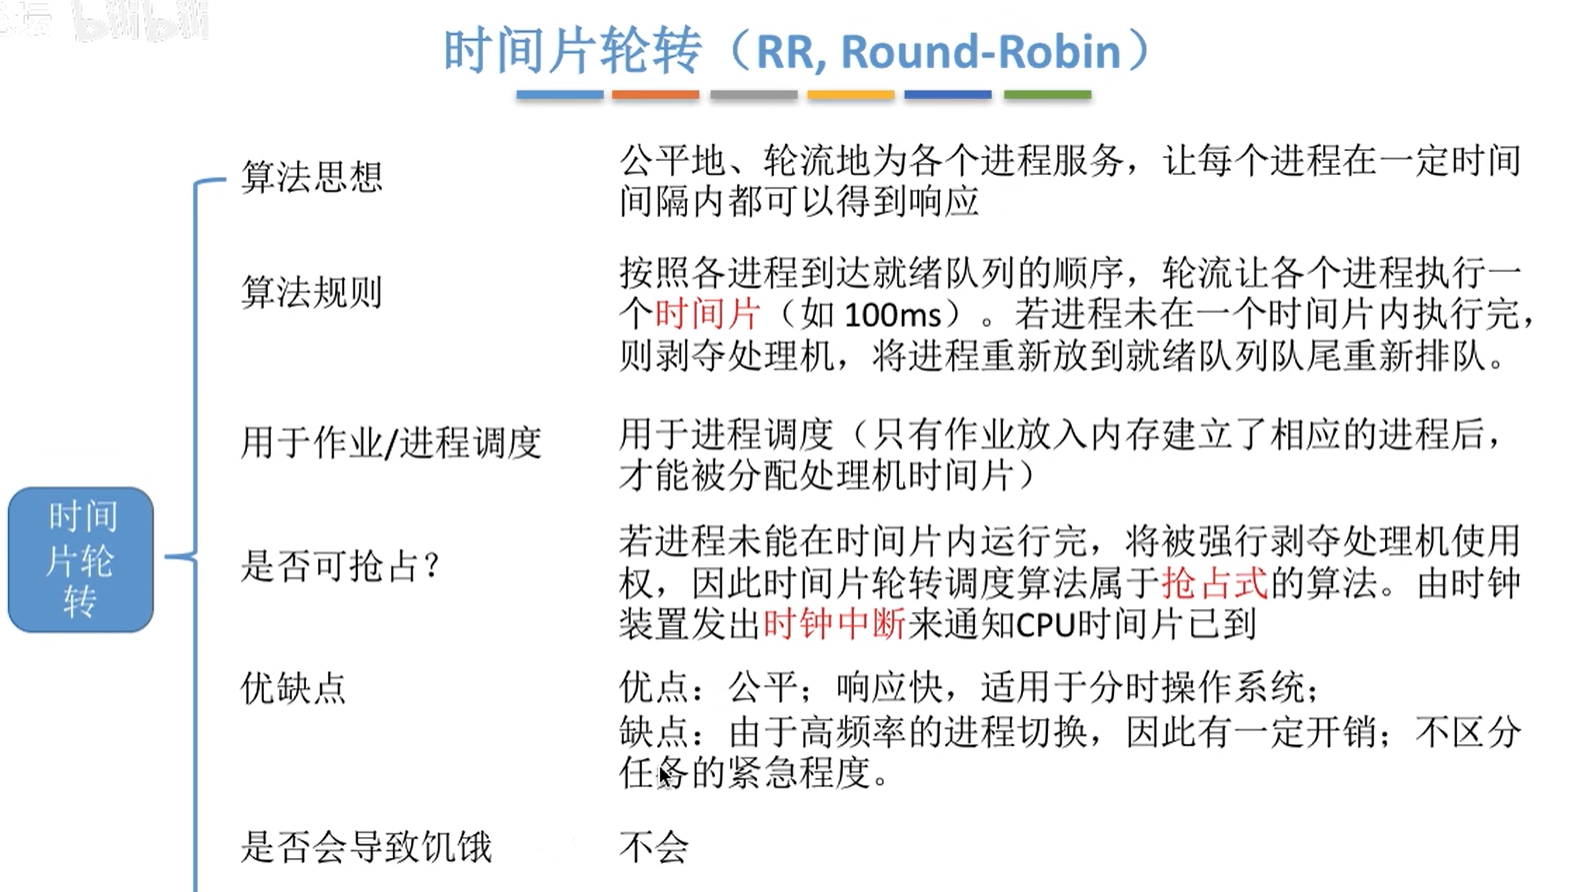 bilibili
时间片轮转（RR, Round-Robin）
算法思想
公平地、轮流地为各个进程服务，让每个进程在一定时间
间隔内都可以得到响应
算法规则
按照各进程到达就绪队列的顺序，轮流让各个进程执行一
个时间片（如 100ms）。若进程未在一个时间片内执行完，
则剥夺处理机，将进程重新放到就绪队列队尾重新排队。
用于作业/进程调度
用于进程调度（只有作业放入内存建立了相应的进程后，
才能被分配处理机时间片）
时间
片轮
转
是否可抢占？
若进程未能在时间片内运行完，将被强行剥夺处理机使用
权，因此时间片轮转调度算法属于抢占式的算法。由时钟
装置发出时钟中断来通知CPU时间片已到
优缺点
优点：公平；响应快，适用于分时操作系统；
缺点：由于高频率的进程切换，因此有一定开销；不区分
任务的紧急程度。
是否会导致饥饿
不会